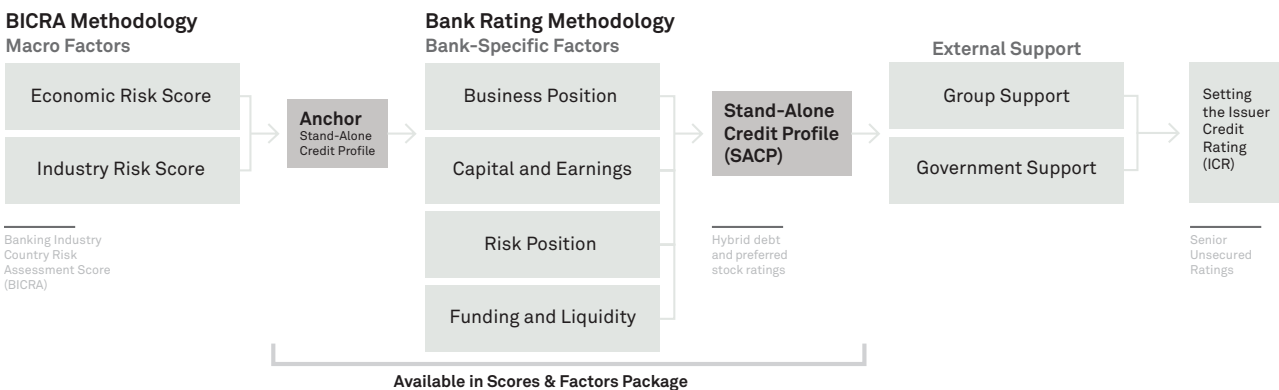 BICRA Methodology
Macro Factors
Economic Risk Score
Industry Risk Score
Banking Industry
Country Risk
Assessment Score
(BICRA)
Anchor
Stand-Alone
Credit Profile
Bank Rating Methodology
Bank-Specific Factors
Business Position
Capital and Earnings
Risk Position
Funding and Liquidity
Stand-Alone
Credit Profile
(SACP)
Hybrid debt
and preferred
stock ratings
External Support
Group Support
Government Support
Setting
the Issuer
Credit
Rating
(ICR)
Senior
Unsecured
Ratings
Available in Scores & Factors Package